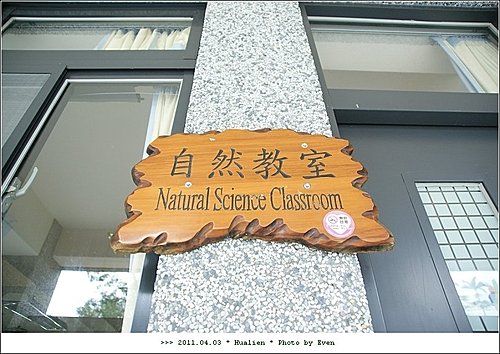 自然教室
Natural Science Classroom
>>> 2011.04.03 * Hualien * Photo by Even